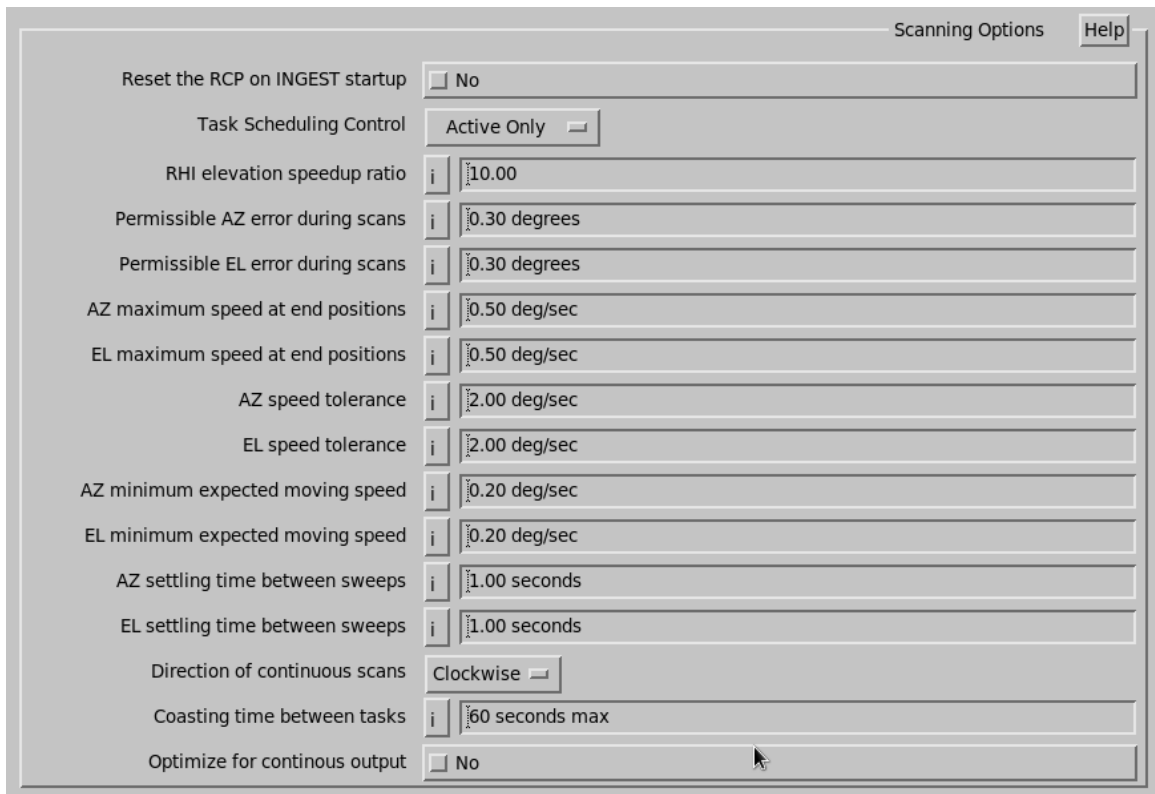 Scanning Options Help
Reset the RCP on INGEST startup No
Task Scheduling Control Active Only
RHI elevation speedup ratio i 10.00
Permissible AZ error during scans i 0.30 degrees
Permissible EL error during scans i 0.30 degrees
AZ maximum speed at end positions i 0.50 deg/sec
EL maximum speed at end positions i 0.50 deg/sec
AZ speed tolerance i 2.00 deg/sec
EL speed tolerance i 2.00 deg/sec
AZ minimum expected moving speed i 0.20 deg/sec
EL minimum expected moving speed i 0.20 deg/sec
AZ settling time between sweeps i 1.00 seconds
EL settling time between sweeps i 1.00 seconds
Direction of continuous scans Clockwise
Coasting time between tasks i 60 seconds max
Optimize for continous output No